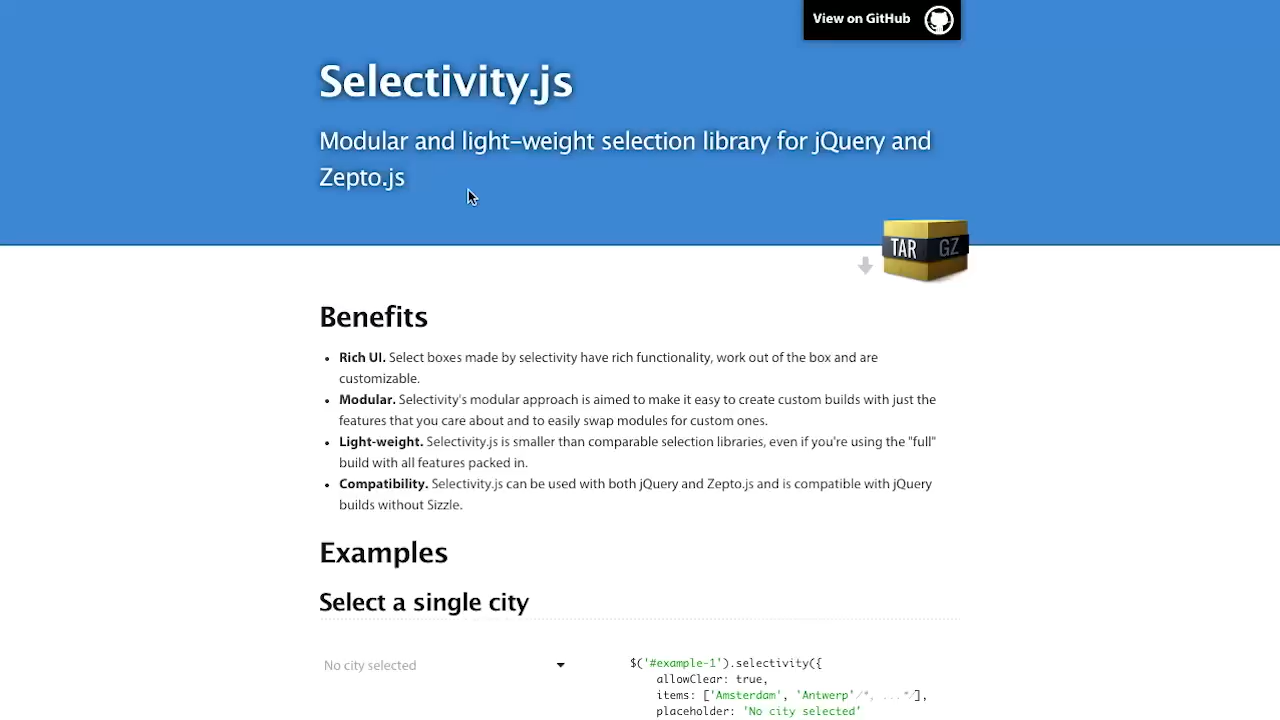 View on GitHub
Selectivity.js
Modular and light-weight selection library for jQuery and
Zepto.js
TAR GZ
Benefits
• Rich UI. Select boxes made by selectivity have rich functionality, work out of the box and are
customizable.
• Modular. Selectivity's modular approach is aimed to make it easy to create custom builds with just the
features that you care about and to easily swap modules for custom ones.
• Light-weight. Selectivity.js is smaller than comparable selection libraries, even if you're using the "full"
build with all features packed in.
• Compatibility. Selectivity.js can be used with both jQuery and Zepto.js and is compatible with jQuery
builds without Sizzle.
Examples
Select a single city
No city selected
$('#example-1').selectivity({
allowClear: true,
items: ['Amsterdam', 'Antwerp'/*, ...*/],
placeholder: 'No city selected'